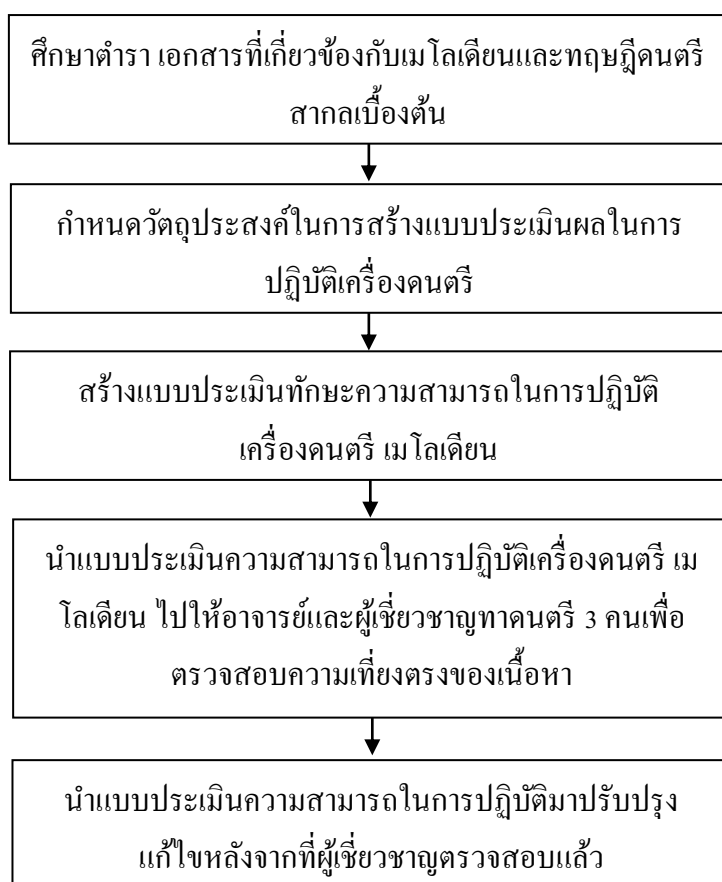 ศึกษาตำรา เอกสารที่เกี่ยวข้องกับเมโลเดียนและทฤษฎีดนตรี
สากลเบื้องต้น
กำหนดวัตถุประสงค์ในการสร้างแบบประเมินผลในการ
ปฏิบัติเครื่องดนตรี
สร้างแบบประเมินทักษะความสามารถในการปฏิบัติ
เครื่องดนตรี เมโลเดียน
นำแบบประเมินความสามารถในการปฏิบัติเครื่องดนตรี เม
โลเดียน ไปให้อาจารย์และผู้เชี่ยวชาญทาดนตรี 3 คนเพื่อ
ตรวจสอบความเที่ยงตรงของเนื้อหา
นำแบบประเมินความสามารถในการปฏิบัติมาปรับปรุง
แก้ไขหลังจากที่ผู้เชี่ยวชาญตรวจสอบแล้ว